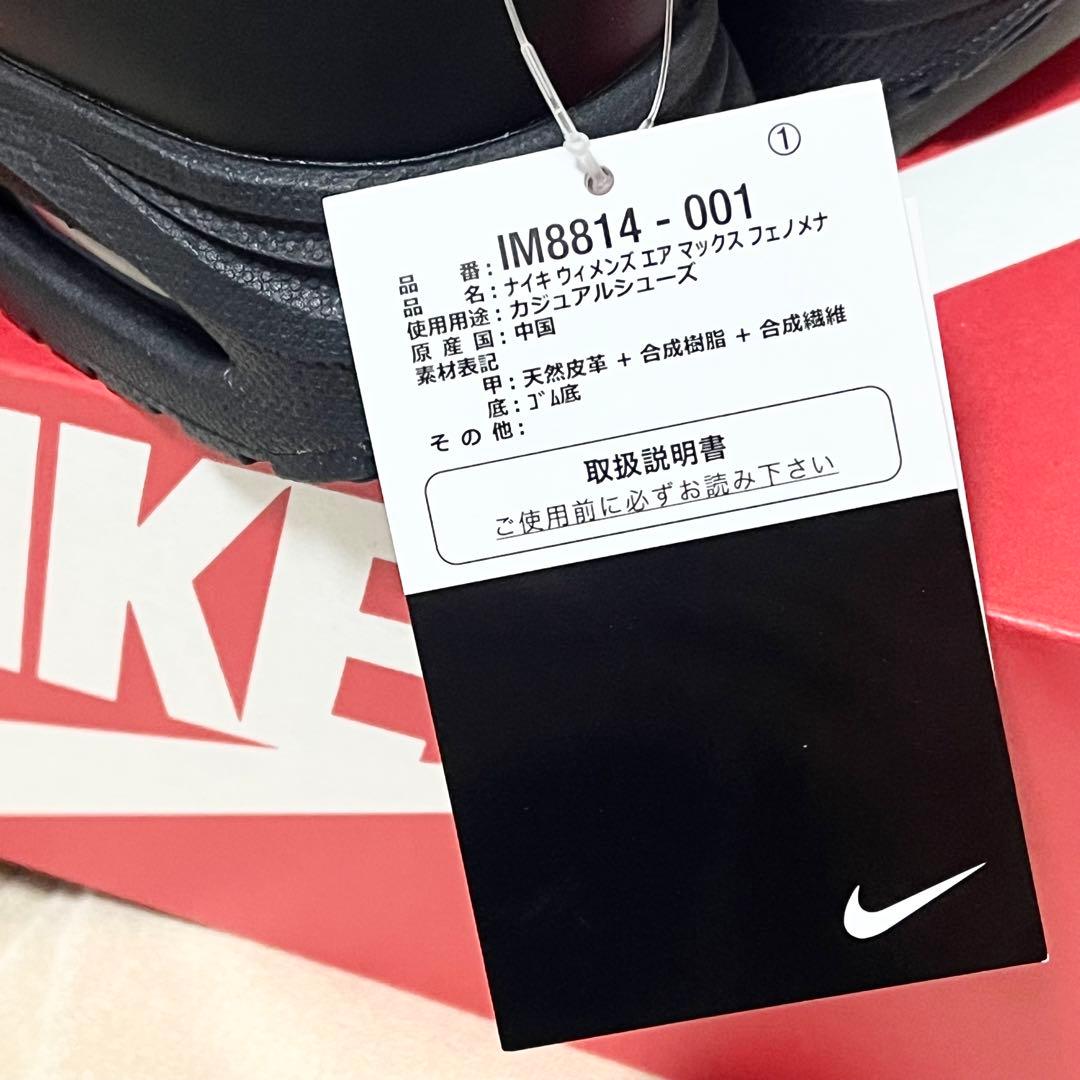 ①
品番：IM8814 - 001
品名：ナイキ ウィメンズ エア マックス フェノメナ
使用用途：カジュアルシューズ
原産国：中国
素材表記
甲：天然皮革 + 合成樹脂 + 合成繊維
底：ｺﾞﾑ底
その他：
取扱説明書
ご使用前に必ずお読み下さい
IKE